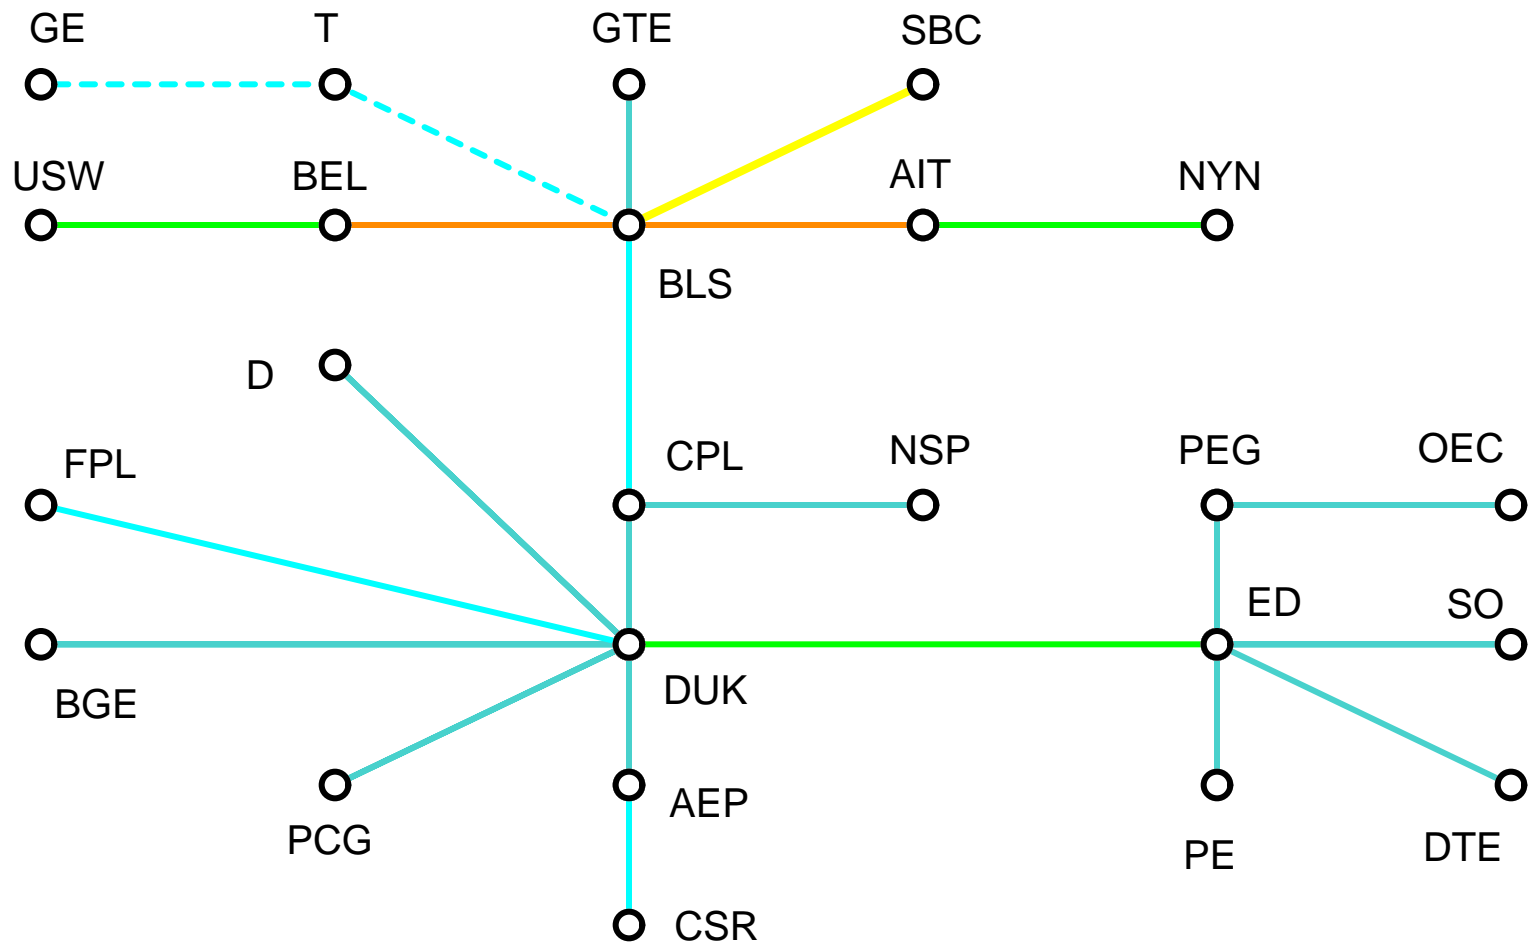 GE T GTE SBC
USW BEL AIT NYN
BLS
D
FPL CPL NSP PEG OEC
ED SO
BGE DUK
PCG AEP PE DTE
CSR